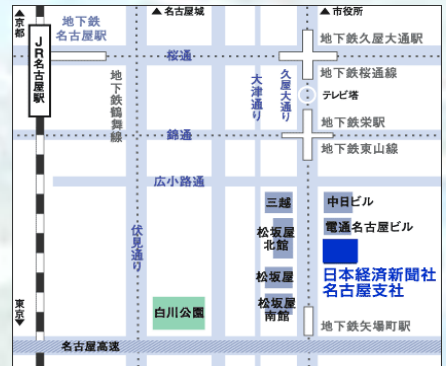 ▲京都
▲名古屋城
▲市役所
JR名古屋駅
地下鉄
名古屋駅
地下鉄久屋大通駅
桜通
地下鉄桜通線
地下鉄鶴舞線
大津通り
久屋大通り
テレビ塔
地下鉄栄駅
錦通
地下鉄東山線
広小路通
三越
中日ビル
伏見通り
松坂屋
北館
電通名古屋ビル
松坂屋
日本経済新聞社
名古屋支社
東京▼
白川公園
松坂屋
南館
地下鉄矢場町駅
名古屋高速